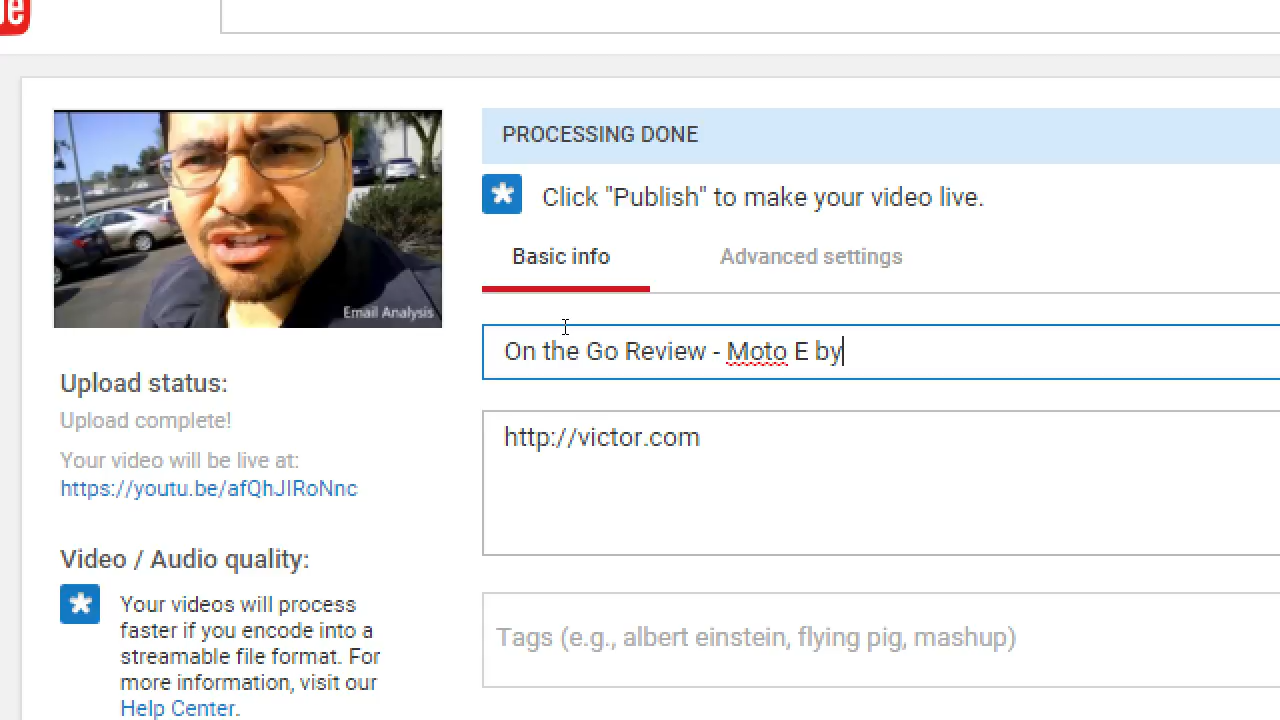 PROCESSING DONE
Click "Publish" to make your video live.
Basic info
Advanced settings
On the Go Review - Moto E by
http://victor.com
Tags (e.g., albert einstein, flying pig, mashup)
Email Analysis
Upload status:
Upload complete!
Your video will be live at:
https://youtu.be/afQhJIRoNnc
Video / Audio quality:
Your videos will process
faster if you encode into a
streamable file format. For
more information, visit our
Help Center.